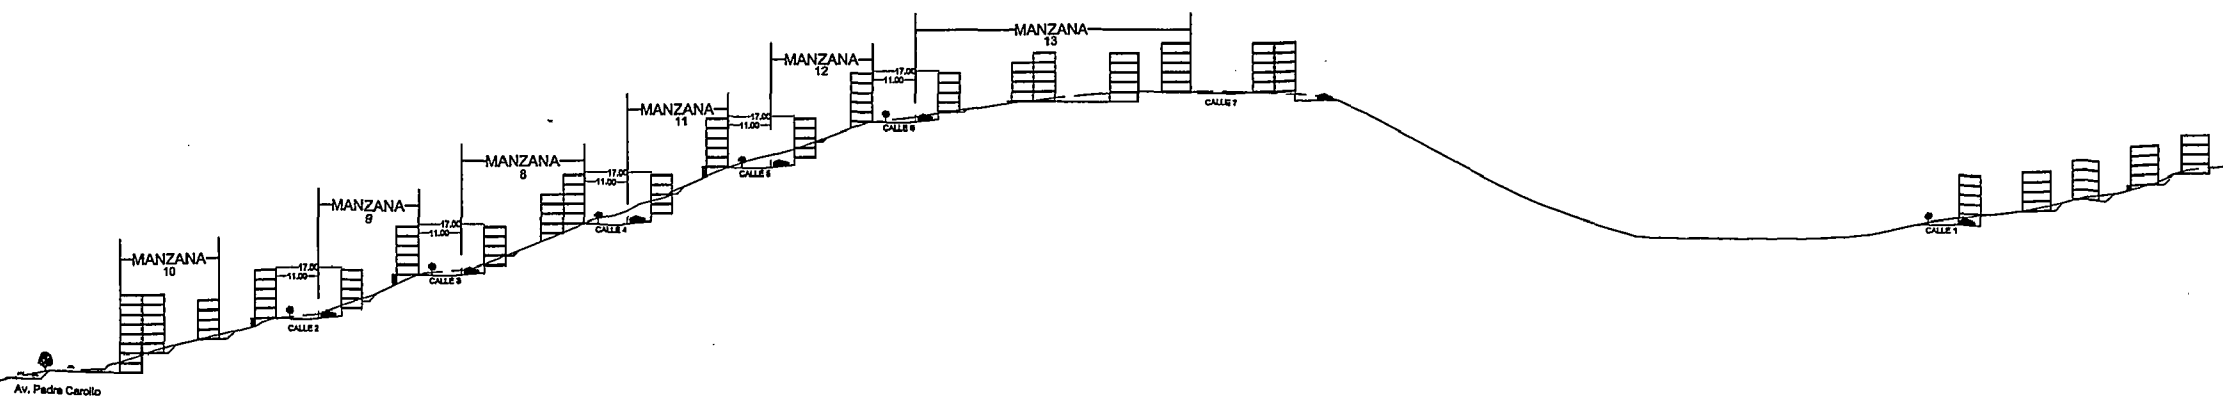 MANZANA
13
MANZANA
12
17.00
11.00
CALLE 7
CALLE 6
MANZANA
11
17.00
11.00
CALLE 5
MANZANA
8
17.00
11.00
CALLE 4
MANZANA
9
17.00
11.00
CALLE 3
MANZANA
10
17.00
11.00
CALLE 2
CALLE 1
Av. Padre Carollo